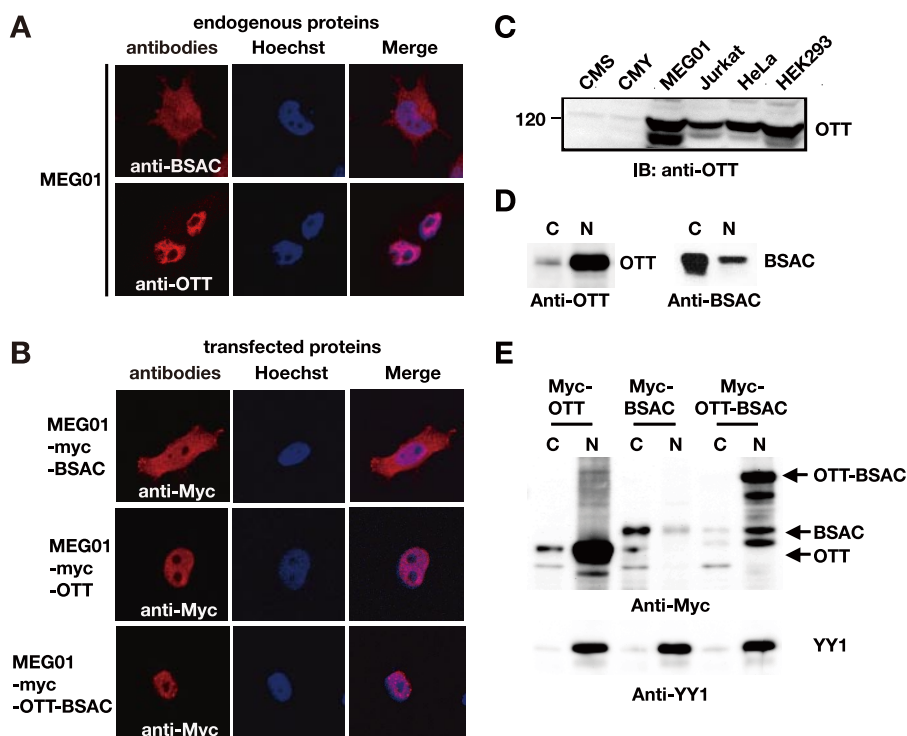 A
endogenous proteins
antibodies Hoechst Merge
MEG01
anti-BSAC
anti-OTT
B
transfected proteins
antibodies Hoechst Merge
MEG01
-myc
-BSAC
anti-Myc
MEG01
-myc
-OTT
anti-Myc
MEG01
-myc
-OTT-BSAC
anti-Myc
C
CMS CMY MEG01 Jurkat HeLa HEK293
120
OTT
IB: anti-OTT
D
C N C N
OTT BSAC
Anti-OTT Anti-BSAC
E
Myc-
OTT
Myc-
BSAC
Myc-
OTT-BSAC
C N C N C N
OTT-BSAC
BSAC
OTT
Anti-Myc
YY1
Anti-YY1